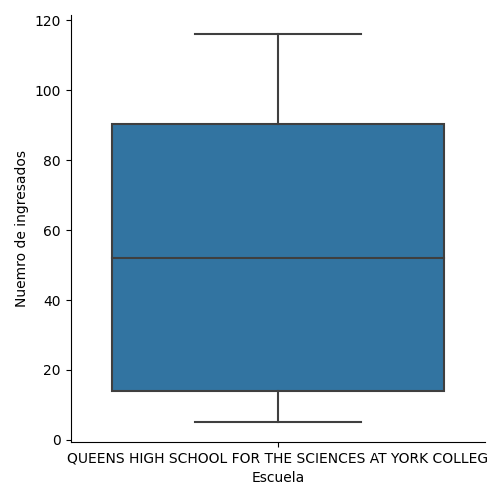 120
100
80
60
40
20
0
Nuemro de ingresados
QUEENS HIGH SCHOOL FOR THE SCIENCES AT YORK COLLEG
Escuela